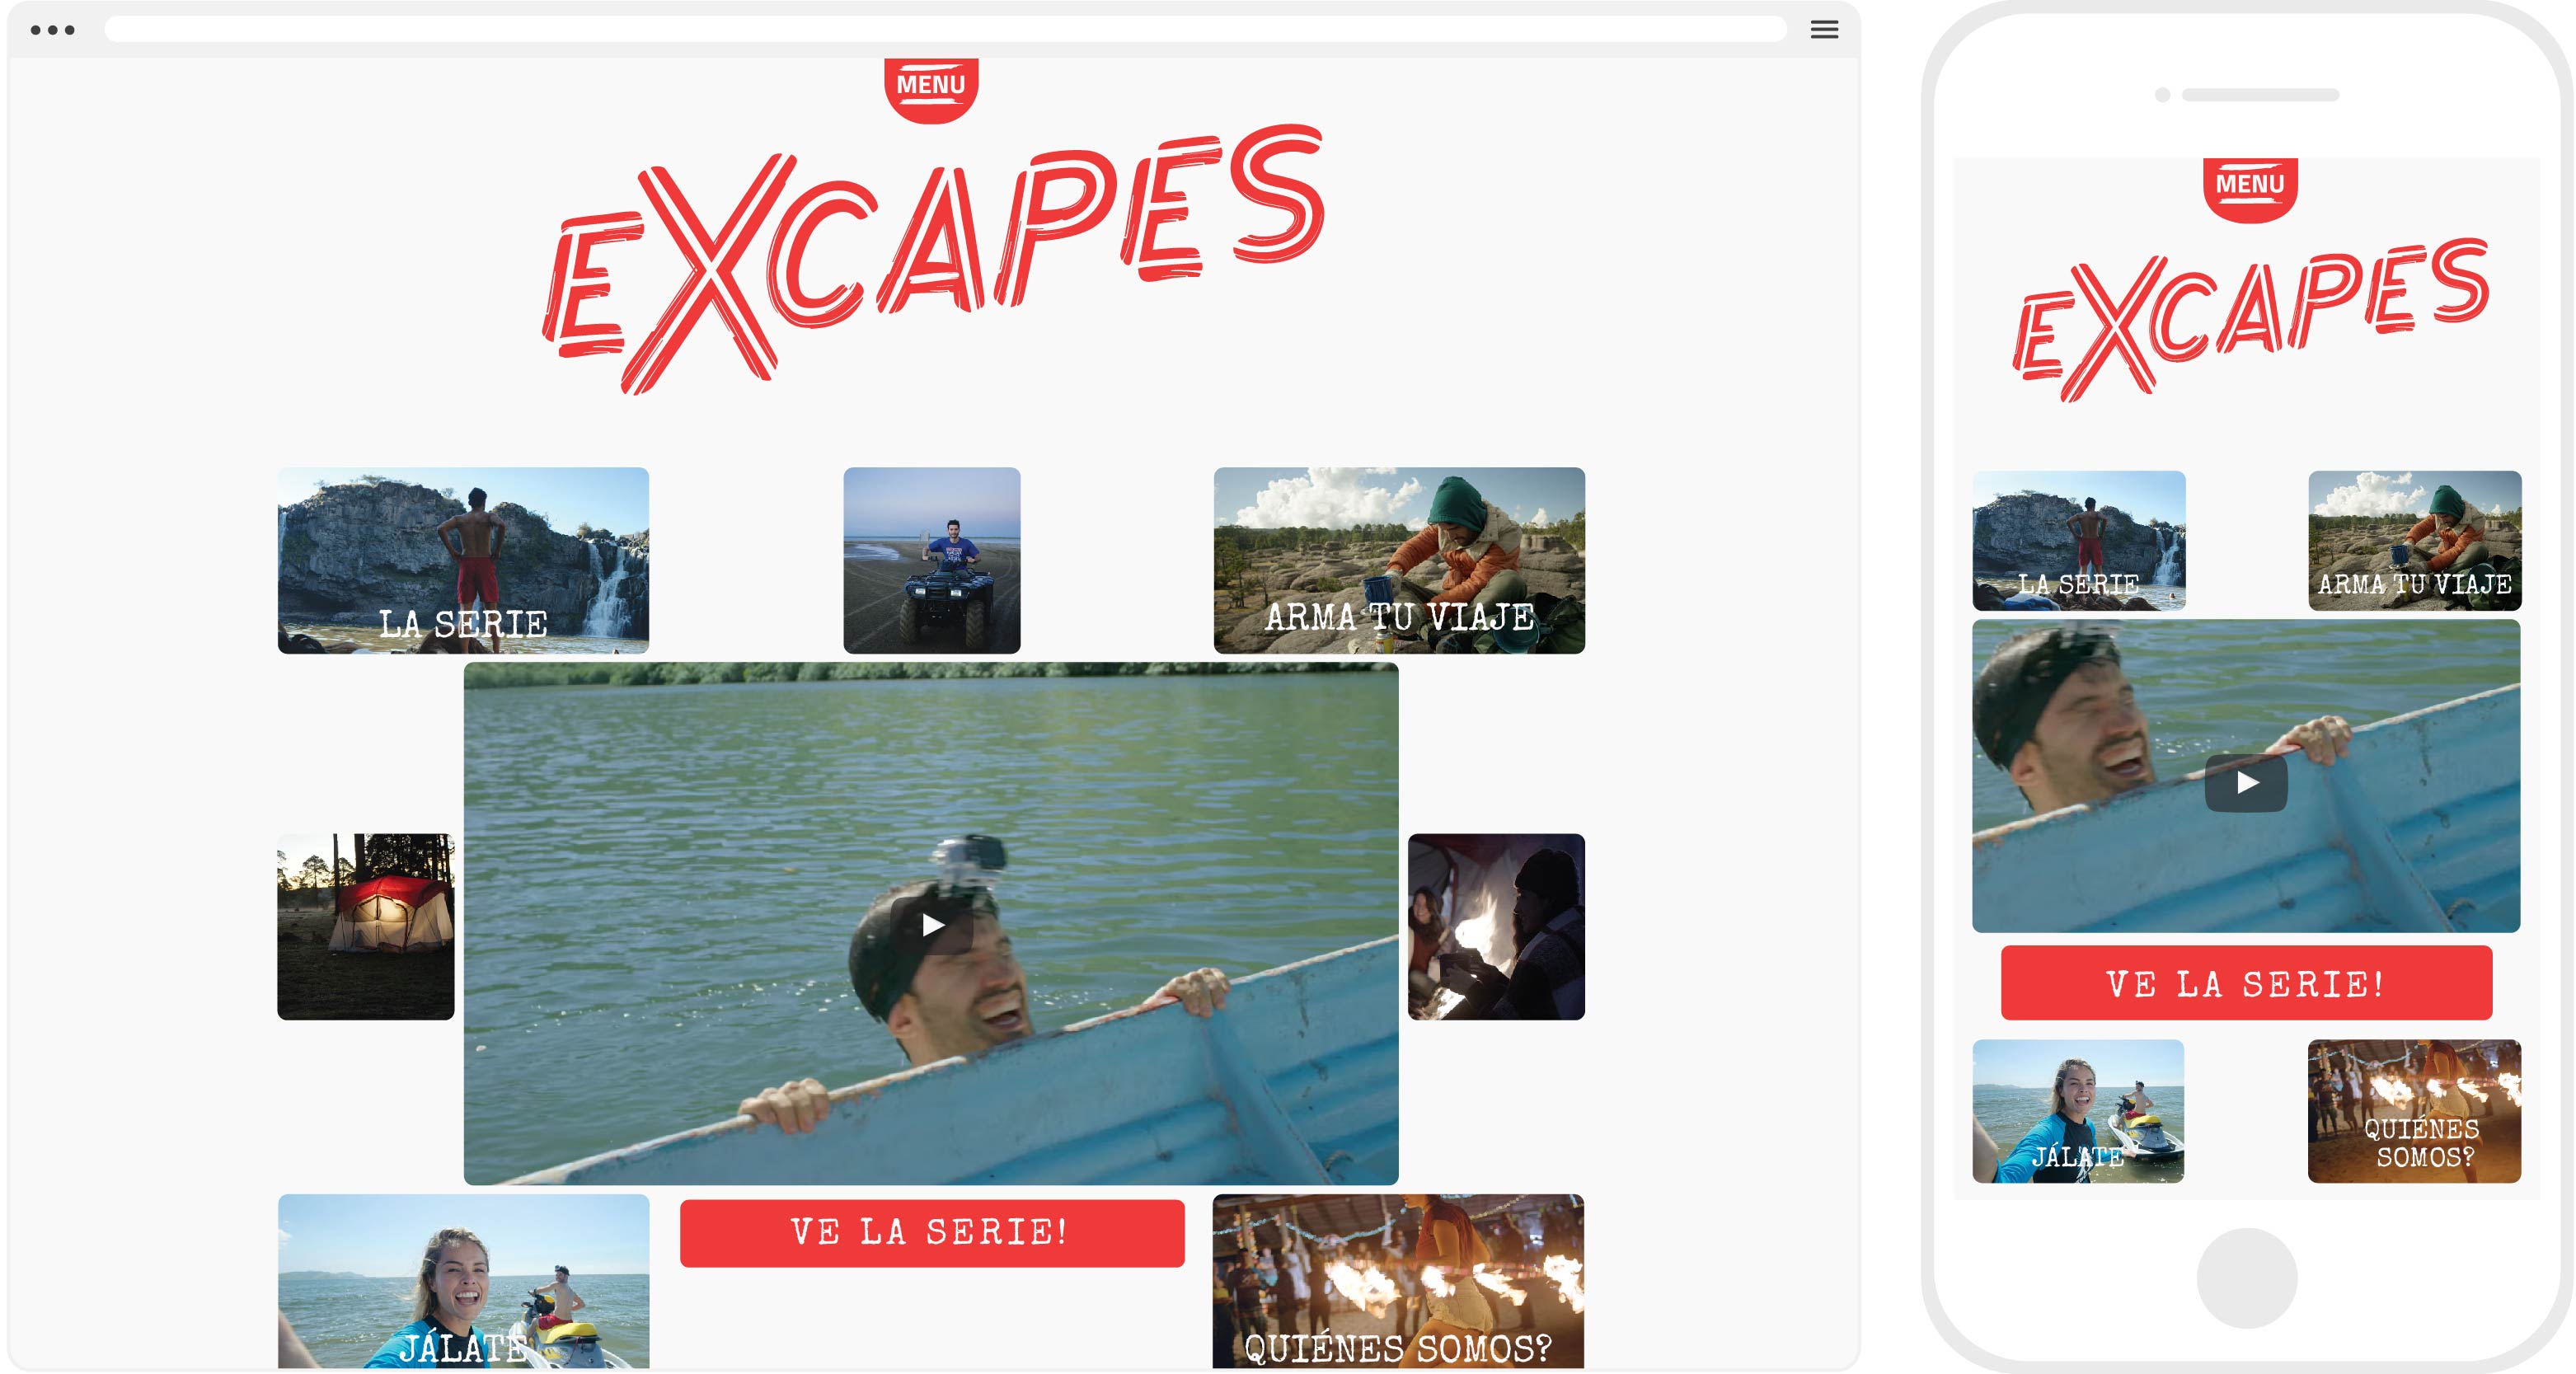 MENU
EXCAPES
LA SERIE
ARMA TU VIAJE
VE LA SERIE!
JÁLATE
QUIÉNES SOMOS?
MENU
EXCAPES
LA SERIE
ARMA TU VIAJE
VE LA SERIE!
JÁLATE
QUIÉNES
SOMOS?